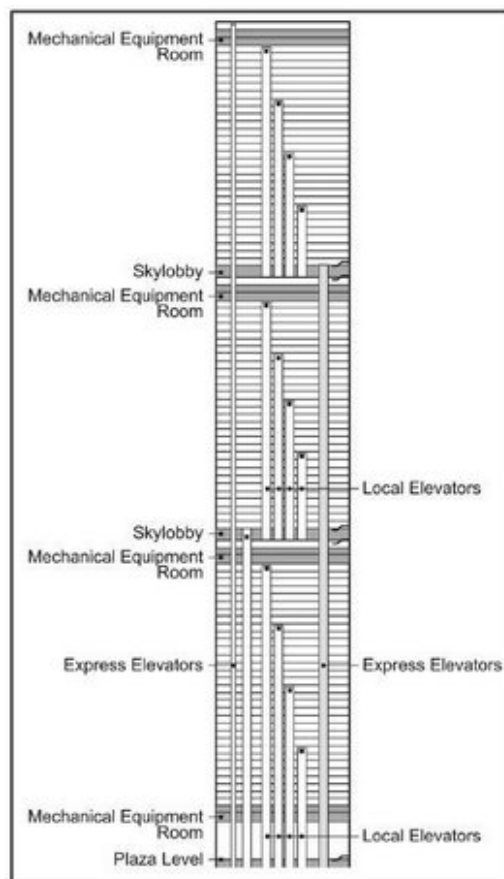 Mechanical Equipment
Room
Skylobby
Mechanical Equipment
Room
Local Elevators
Skylobby
Mechanical Equipment
Room
Express Elevators
Express Elevators
Mechanical Equipment
Room
Local Elevators
Plaza Level